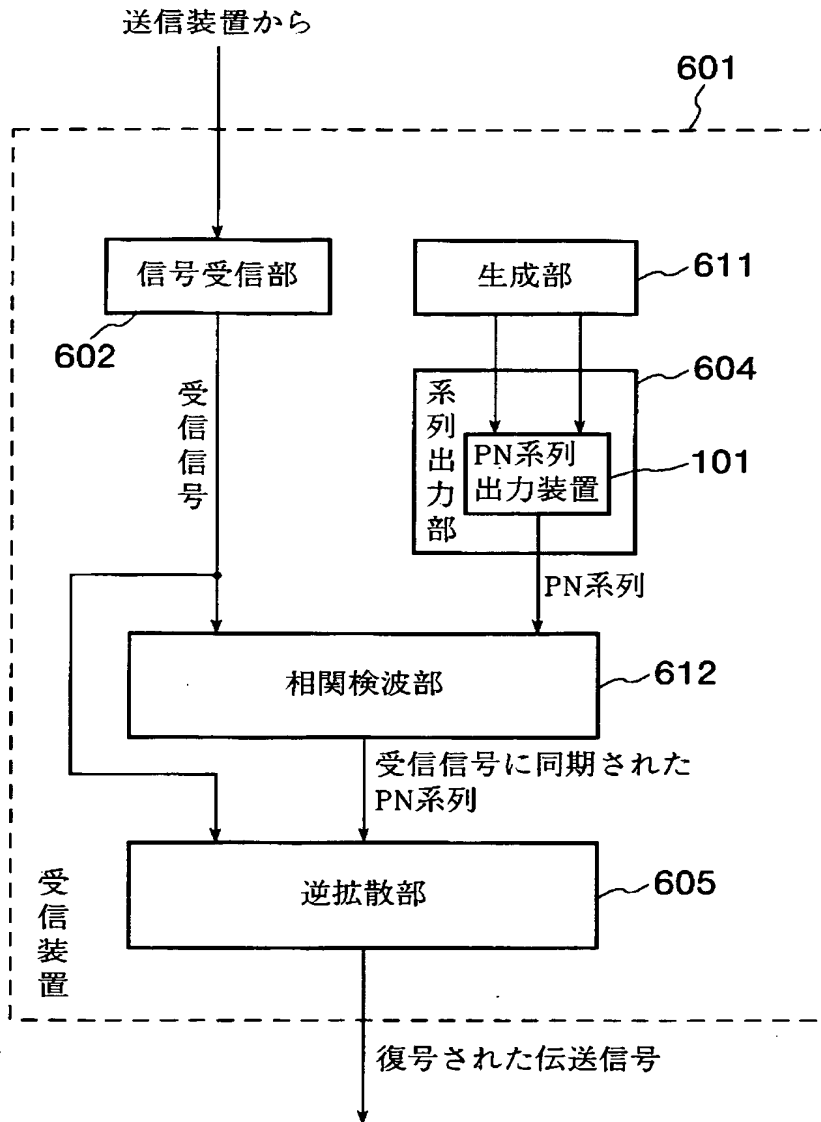 送信装置から
601
信号受信部
生成部
611
602
604
受信信号
系列出力部
PN系列
出力装置
101
PN系列
相関検波部
612
受信信号に同期された
PN系列
逆拡散部
605
受信装置
復号された伝送信号